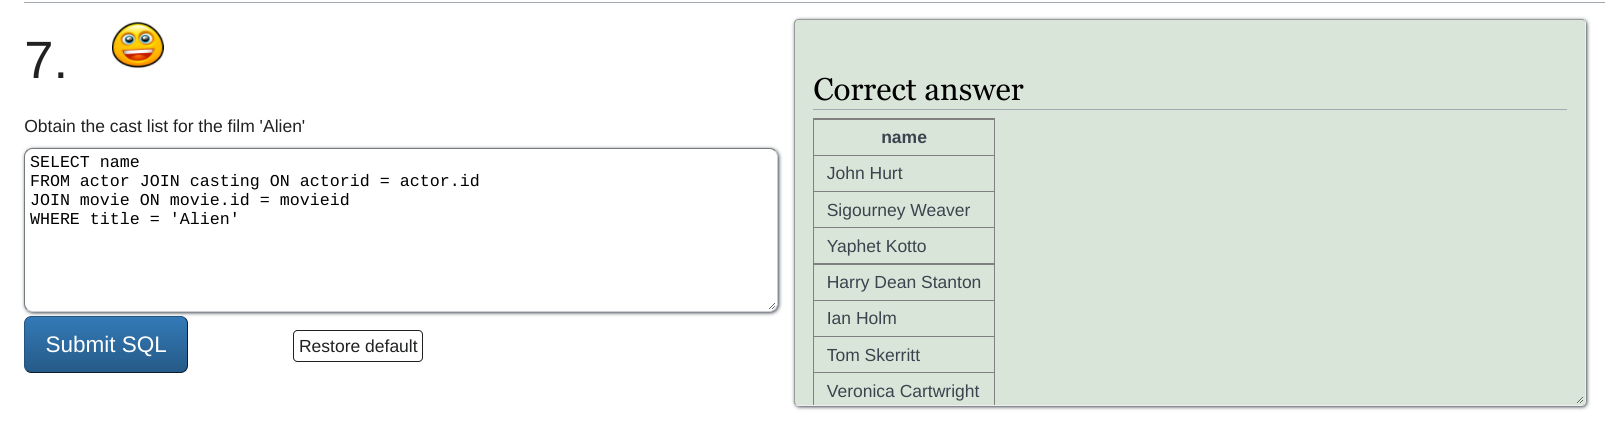 7.
Obtain the cast list for the film 'Alien'
SELECT name
FROM actor JOIN casting ON actorid = actor.id
JOIN movie ON movie.id = movieid
WHERE title = 'Alien'
Submit SQL
Restore default
Correct answer
name
John Hurt
Sigourney Weaver
Yaphet Kotto
Harry Dean Stanton
Ian Holm
Tom Skerritt
Veronica Cartwright